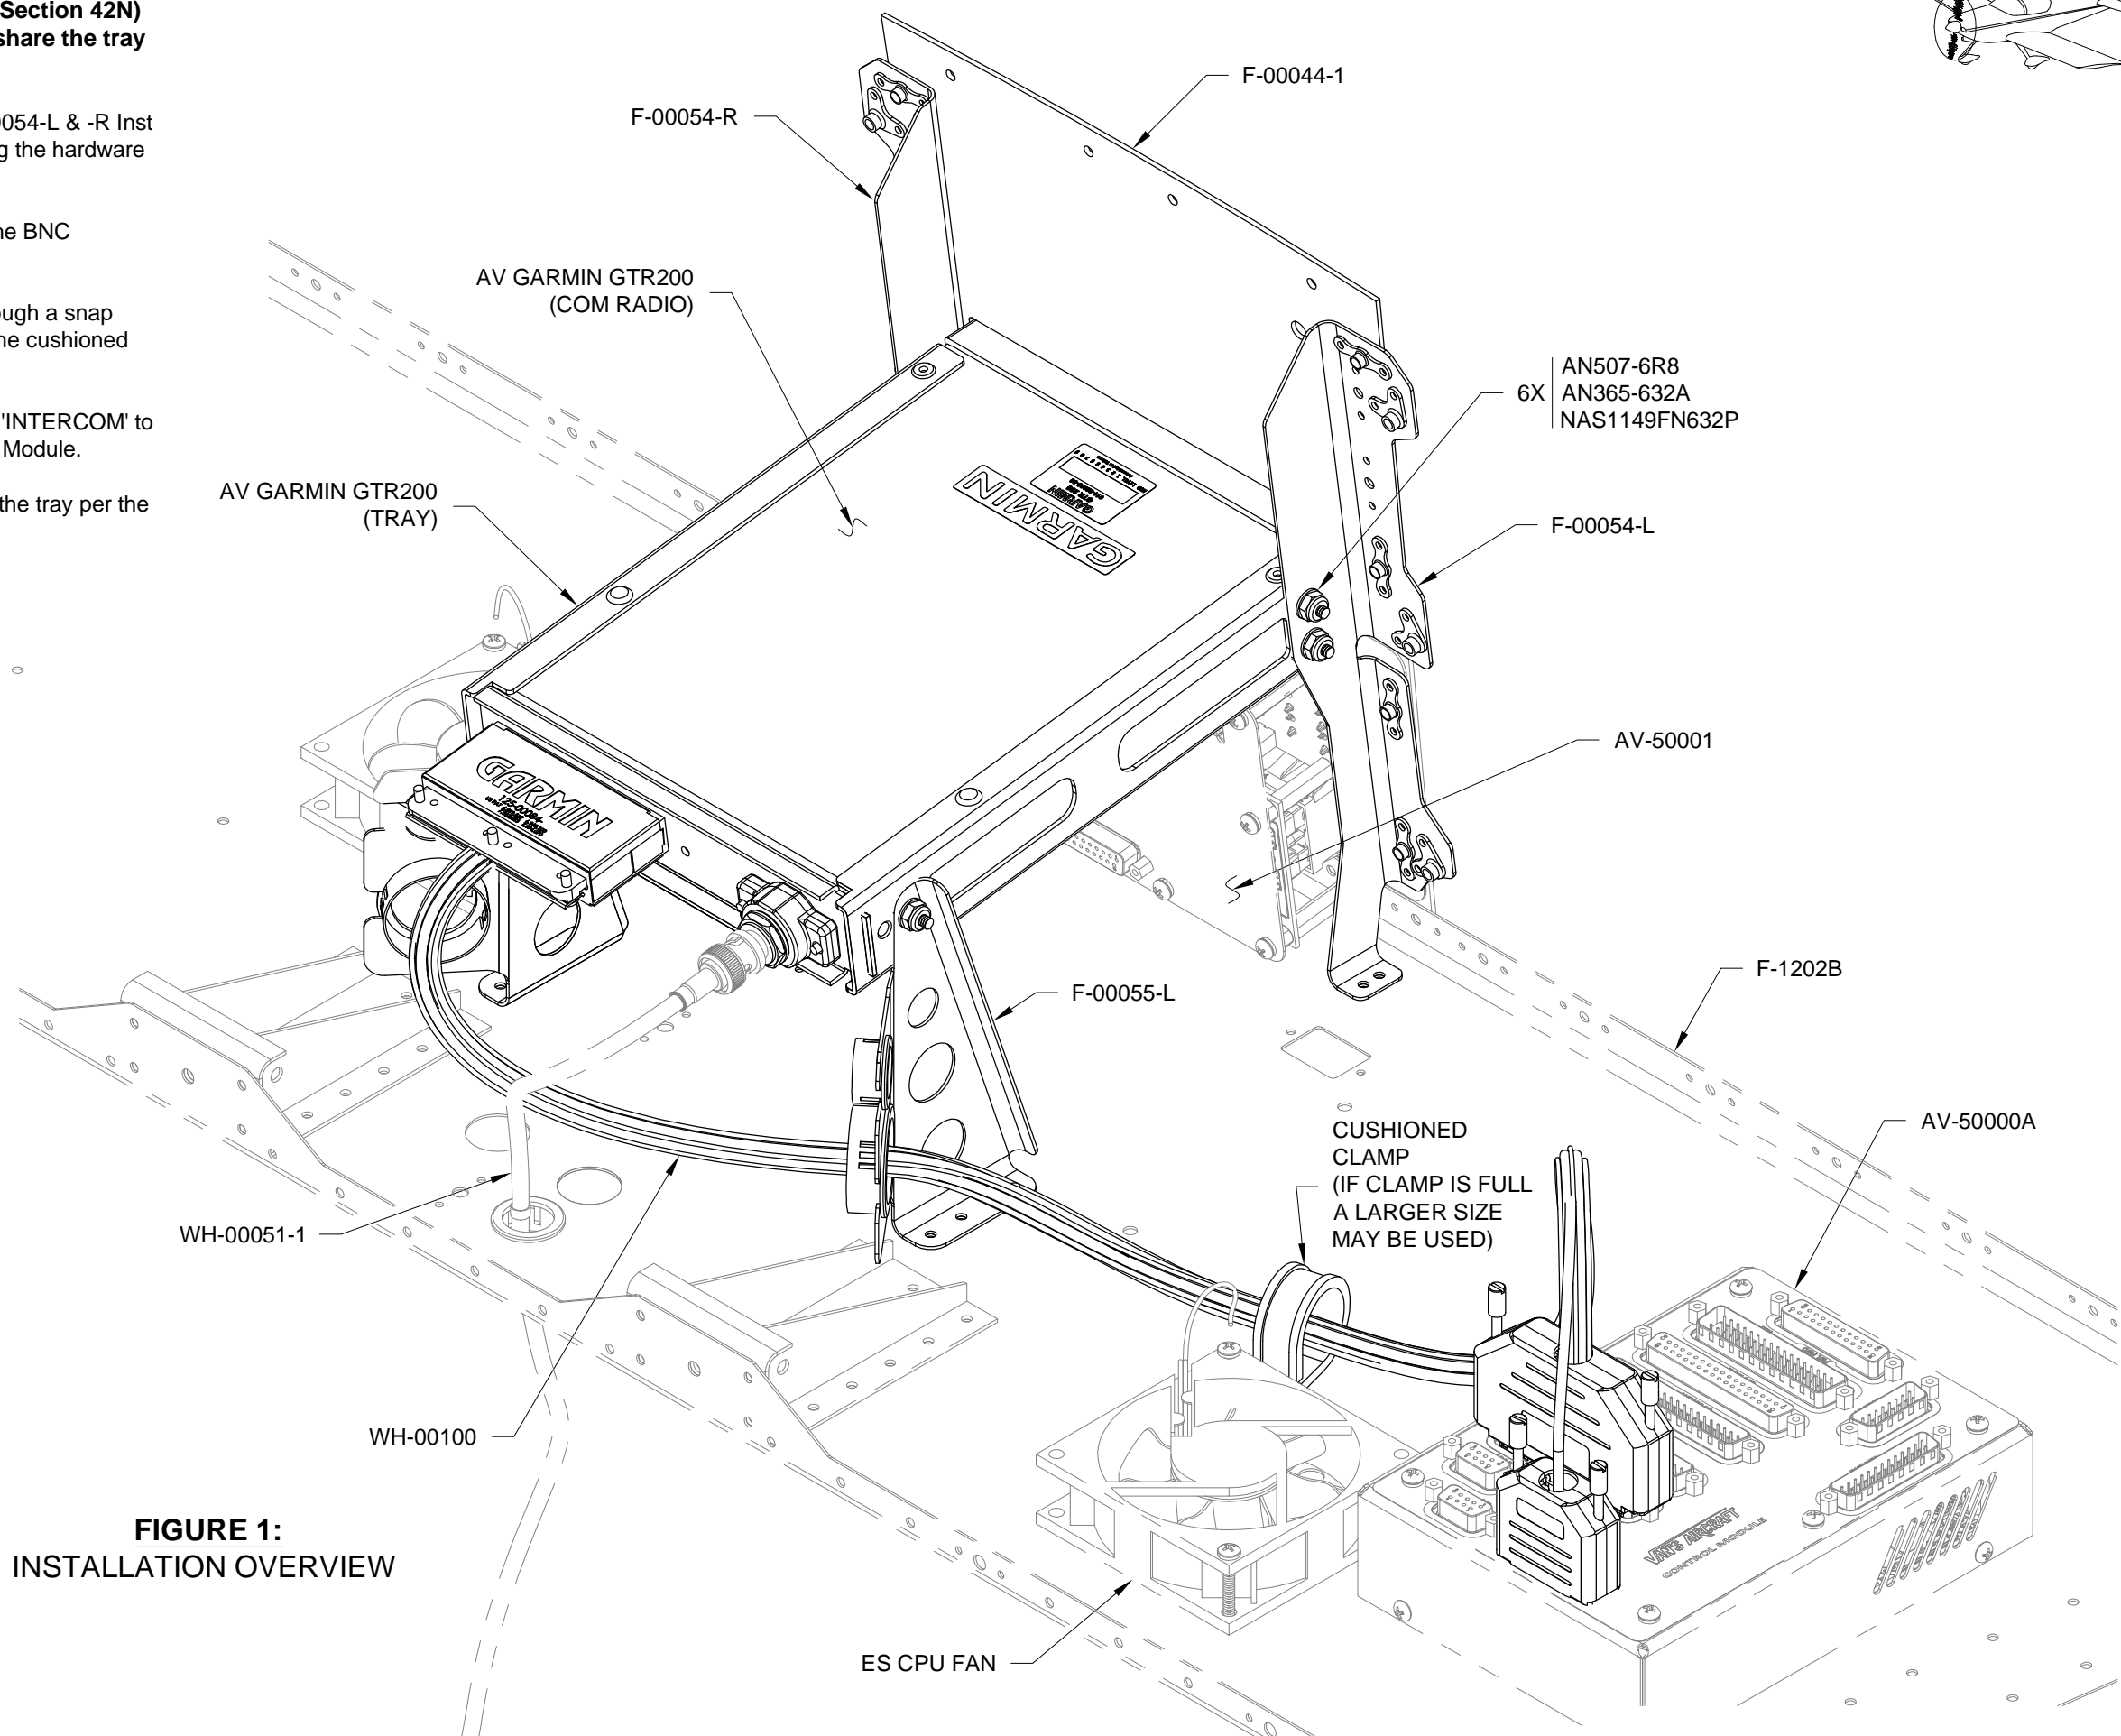 Section 42N)
share the tray
0054-L & -R Inst
g the hardware
he BNC
ough a snap
he cushioned
'INTERCOM' to
Module.
the tray per the
F-00044-1
F-00054-R
AV GARMIN GTR200
(COM RADIO)
AN507-6R8
6X AN365-632A
NAS1149FN632P
AV GARMIN GTR200
(TRAY)
F-00054-L
GARMIN
GARMIN
AV-50001
GARMIN
F-1202B
F-00055-L
CUSHIONED
CLAMP
(IF CLAMP IS FULL
A LARGER SIZE
MAY BE USED)
AV-50000A
WH-00051-1
WH-00100
VAN'S AIRCRAFT
CONTROL MODULE
FIGURE 1:
INSTALLATION OVERVIEW
ES CPU FAN